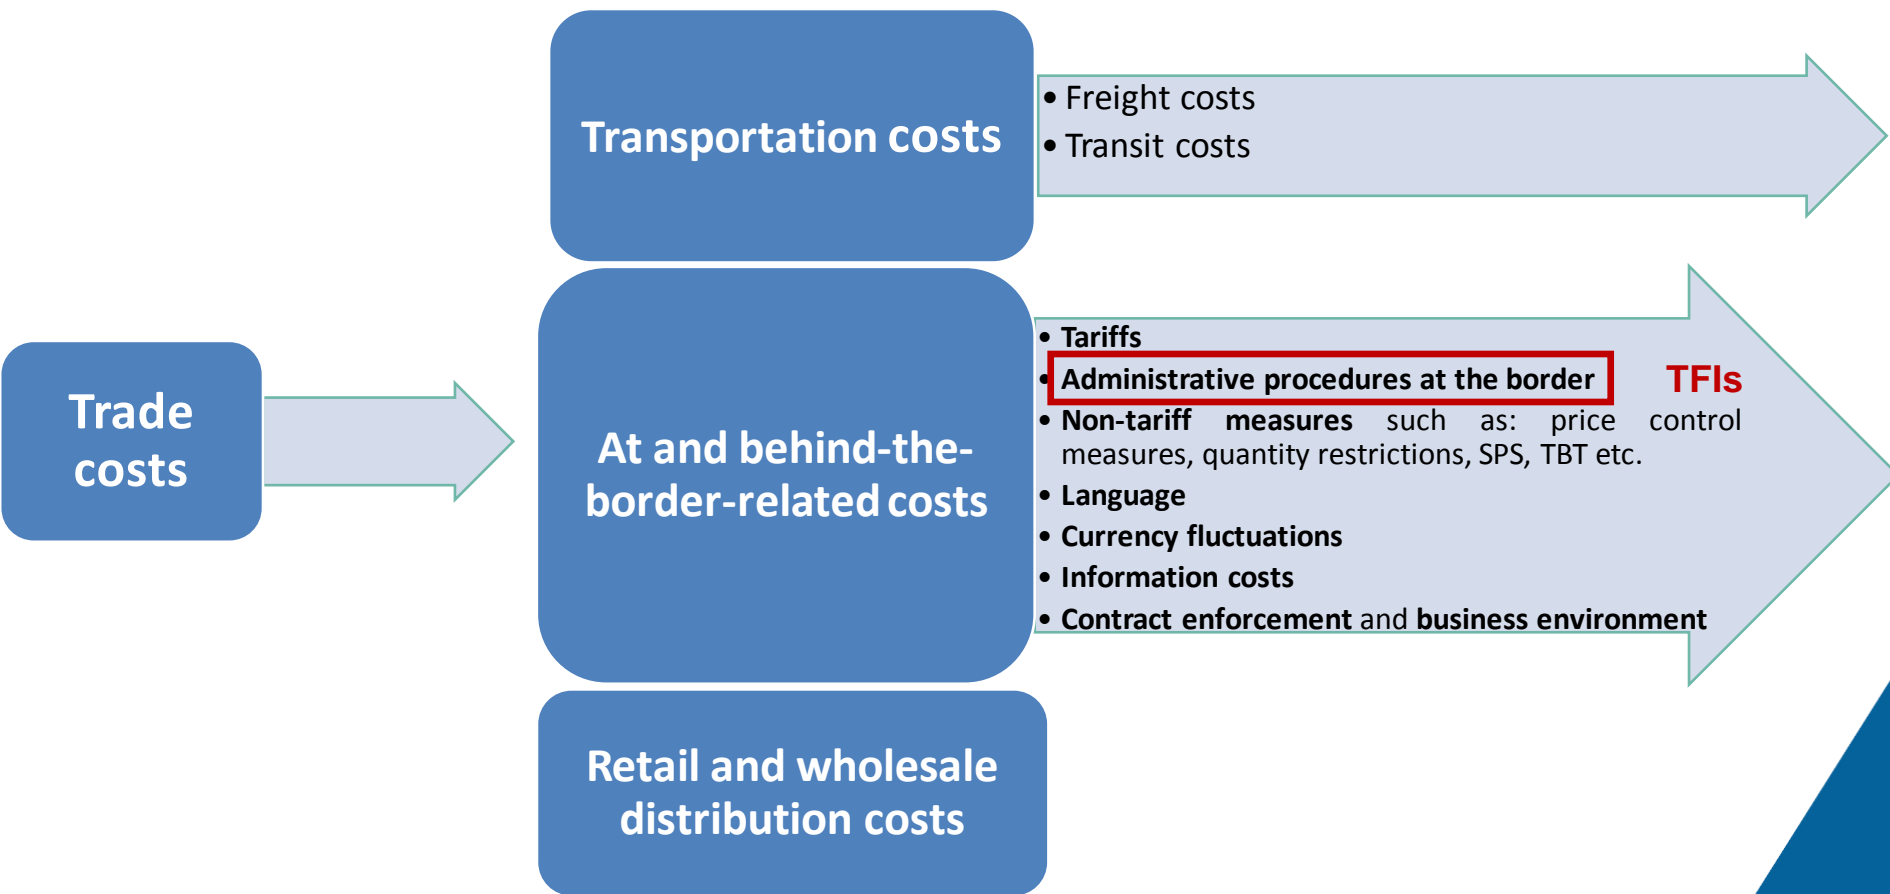 Trade
costs
Transportation costs
• Freight costs
• Transit costs
At and behind-the-
border-related costs
• Tariffs
• Administrative procedures at the border TFIs
• Non-tariff measures such as: price control
measures, quantity restrictions, SPS, TBT etc.
• Language
• Currency fluctuations
• Information costs
• Contract enforcement and business environment
Retail and wholesale
distribution costs